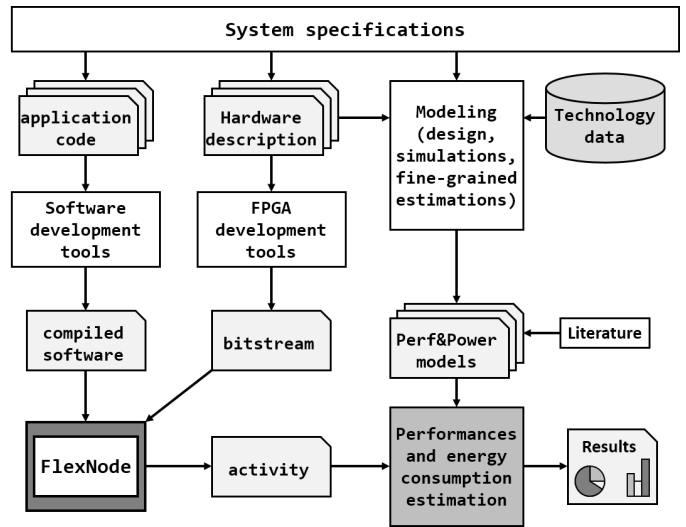 System specifications
application
code
Hardware
description
Modeling
(design,
simulations,
fine-grained
estimations)
Technology
data
Software
development
tools
FPGA
development
tools
compiled
software
bitstream
Perf&Power
models
Literature
FlexNode
activity
Performances
and energy
consumption
estimation
Results